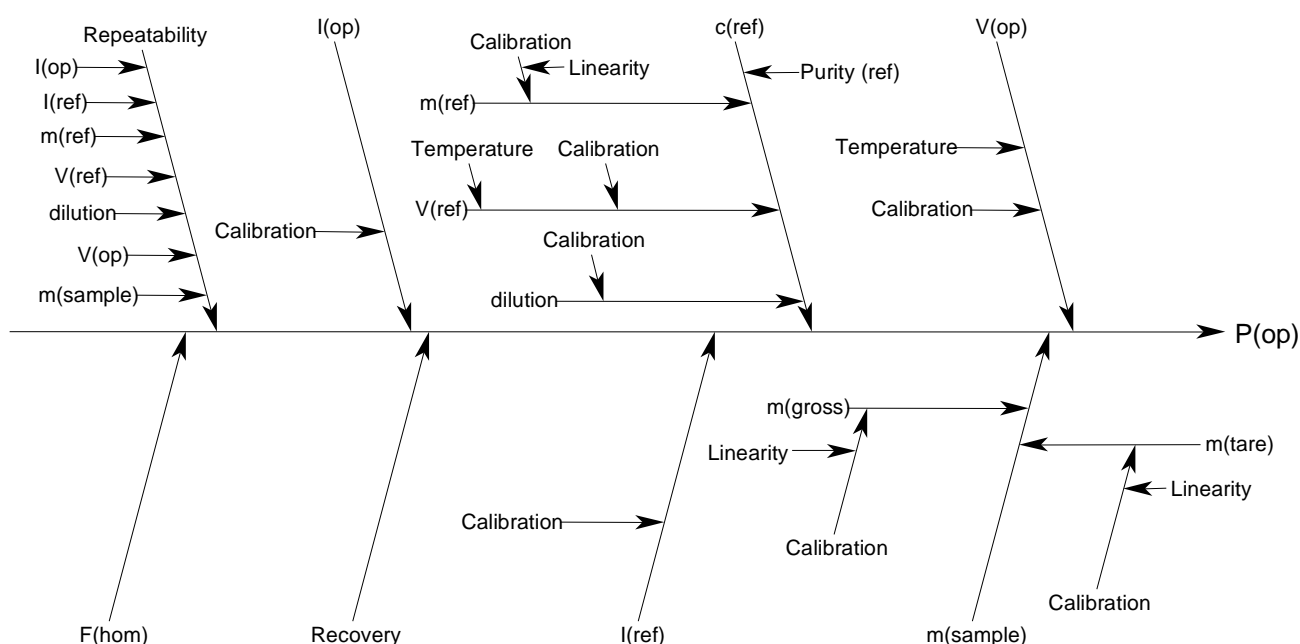 I(op)
c(ref)
V(op)
Repeatability
Calibration
I(op)
Linearity
Purity (ref)
I(ref)
m(ref)
m(ref)
Temperature
Calibration
Temperature
V(ref)
dilution
V(ref)
Calibration
Calibration
V(op)
Calibration
m(sample)
dilution
P(op)
m(gross)
m(tare)
Linearity
Linearity
Calibration
Calibration
Calibration
F(hom)
Recovery
I(ref)
m(sample)